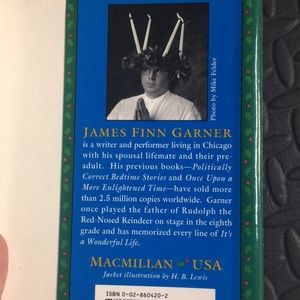 Photo by Mike Felder
JAMES FINN GARNER
is a writer and performer living in Chicago
with his spousal lifemate and their pre-
adult. His previous books—Politically
Correct Bedtime Stories and Once Upon a
More Enlightened Time—have sold more
than 2.5 million copies worldwide. Garner
once played the father of Rudolph the
Red-Nosed Reindeer on stage in the eighth
grade and has memorized every line of It's
a Wonderful Life.
MACMILLAN USA
Jacket illustration by H. B. Lewis
ISBN 0-02-860420-2